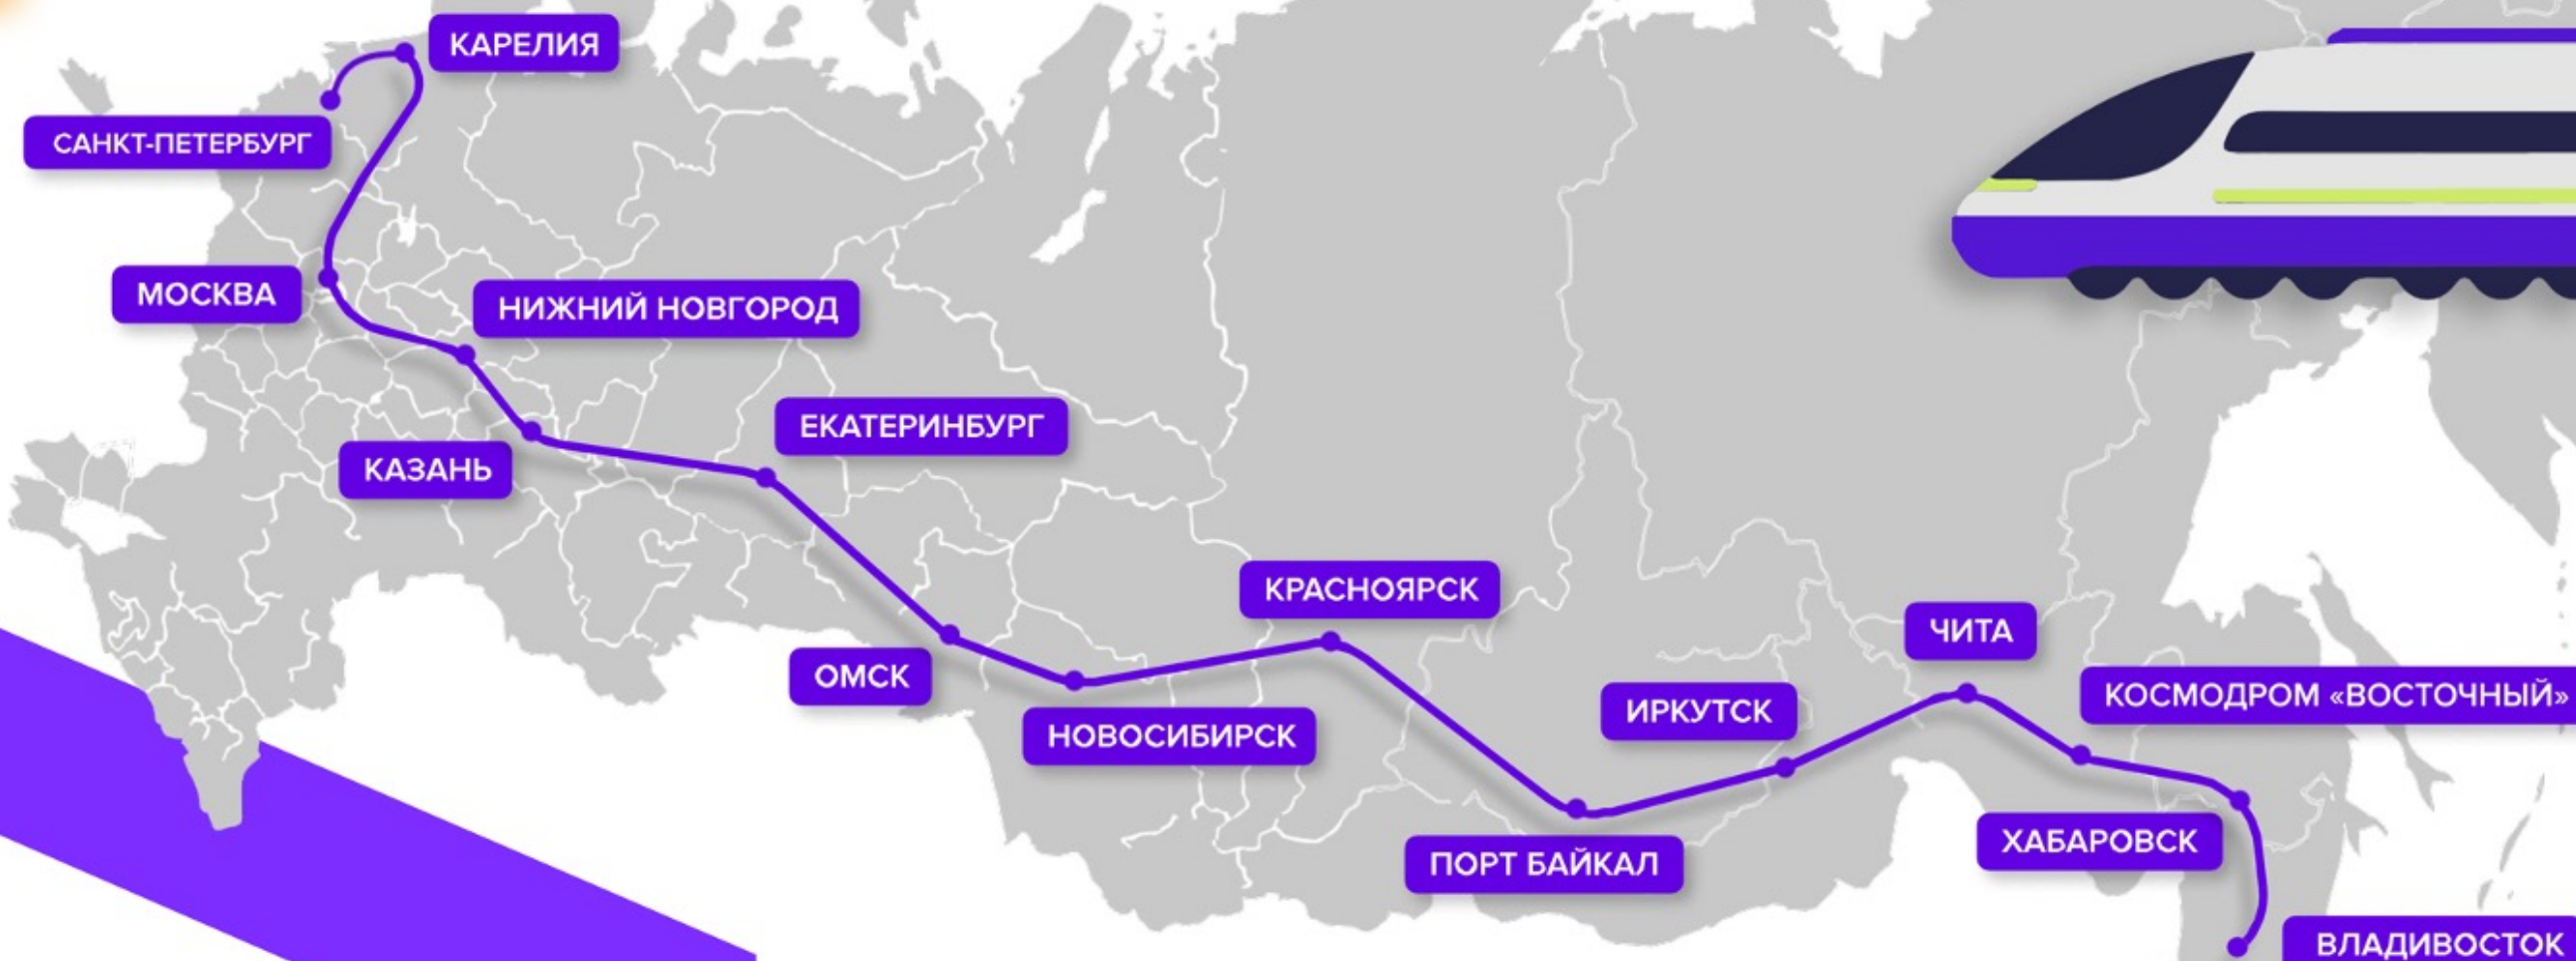 КАРЕЛИЯ
САНКТ-ПЕТЕРБУРГ
МОСКВА
НИЖНИЙ НОВГОРОД
КАЗАНЬ
ЕКАТЕРИНБУРГ
ОМСК
НОВОСИБИРСК
КРАСНОЯРСК
ПОРТ БАЙКАЛ
ИРКУТСК
ЧИТА
КОСМОДРОМ «ВОСТОЧНЫЙ»
ХАБАРОВСК
ВЛАДИВОСТОК